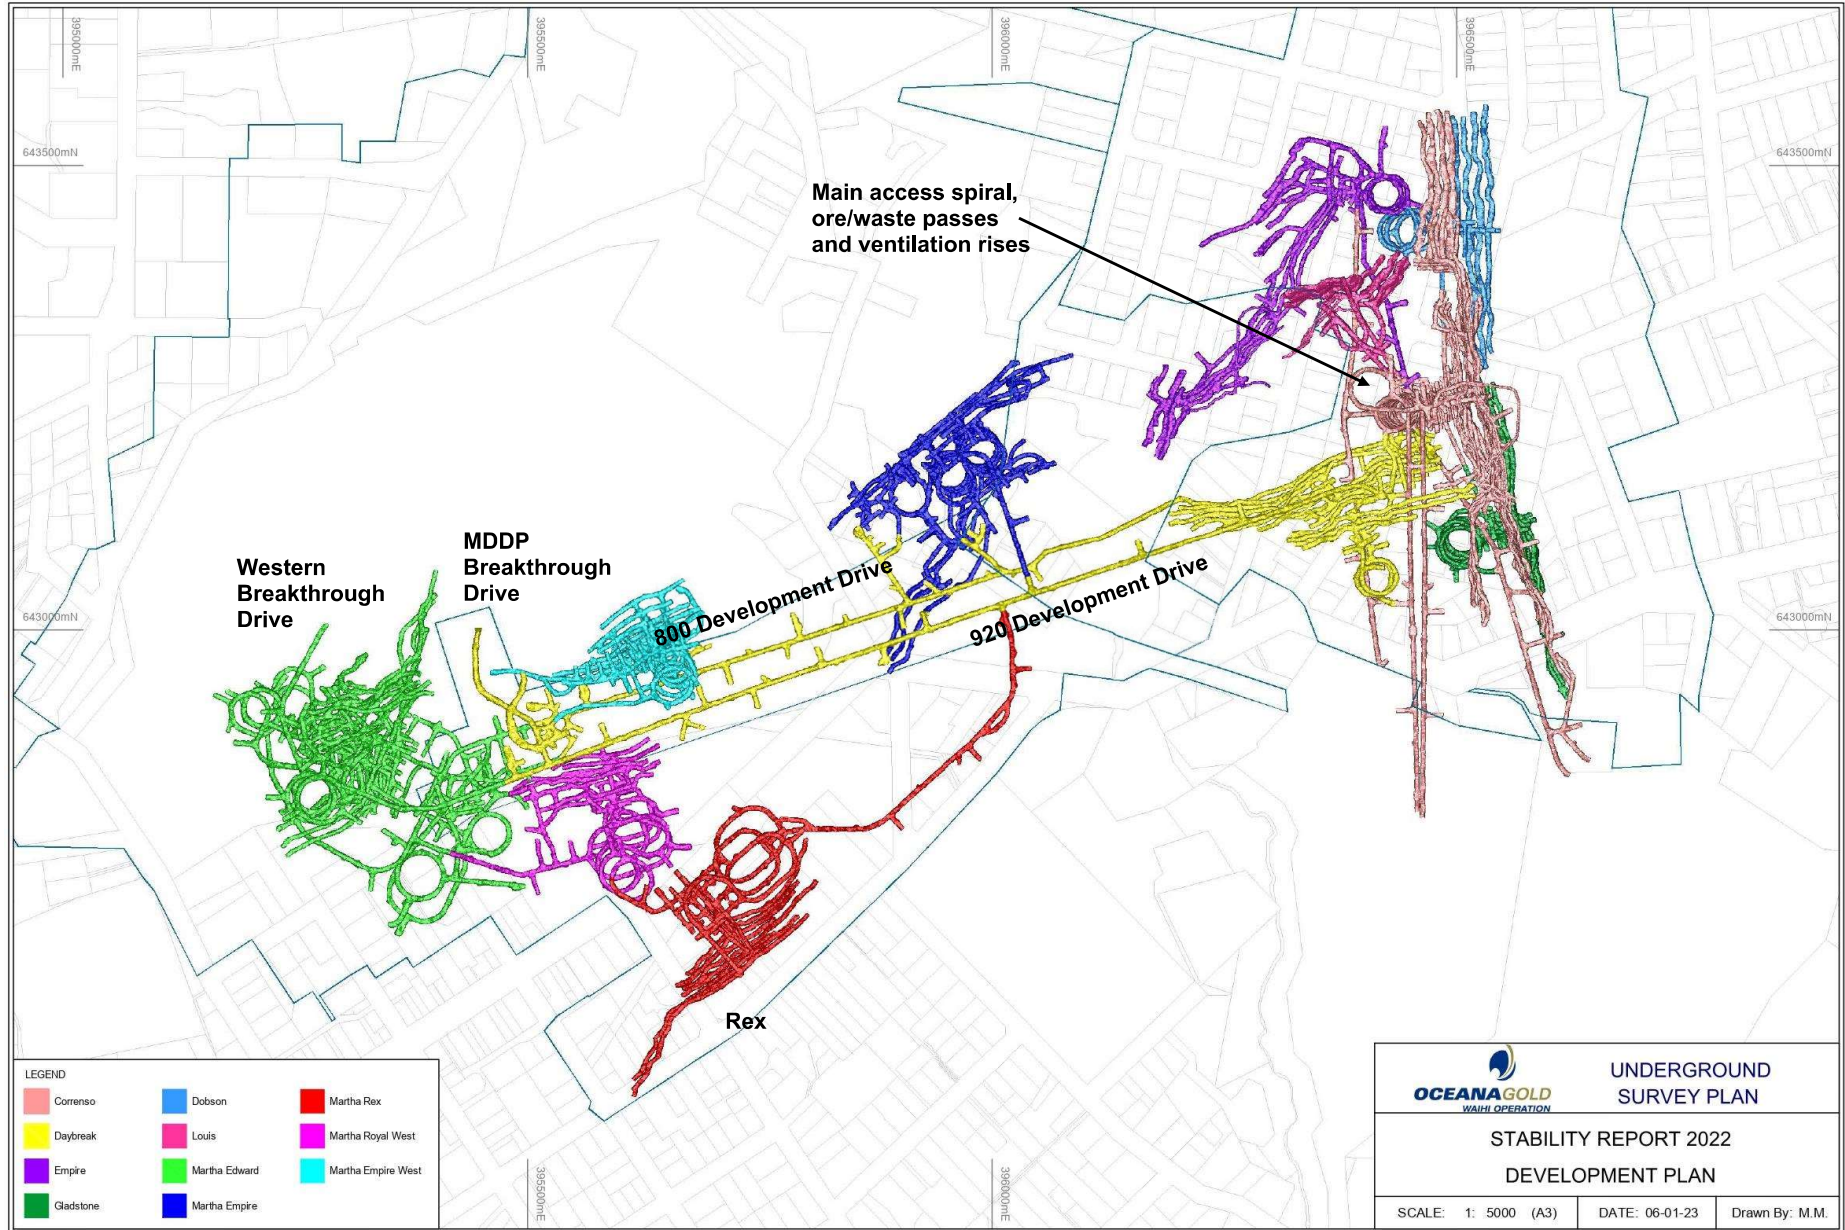 395000mE
395500mE
396000mE
396500mE
643500mN
643500mN
Main access spiral,
ore/waste passes
and ventilation rises
MDDP
Breakthrough
Drive
Western
Breakthrough
Drive
800 Development Drive
920 Development Drive
643000mN
643000mN
Rex
LEGEND
Correnso
Dobson
Martha Rex
Daybreak
Louis
Martha Royal West
Empire
Martha Edward
Martha Empire West
Gladstone
Martha Empire
395500mE
396000mE
OCEANAGOLD
WAIHI OPERATION
UNDERGROUND
SURVEY PLAN
STABILITY REPORT 2022
DEVELOPMENT PLAN
SCALE: 1: 5000 (A3)
DATE: 06-01-23
Drawn By: M.M.